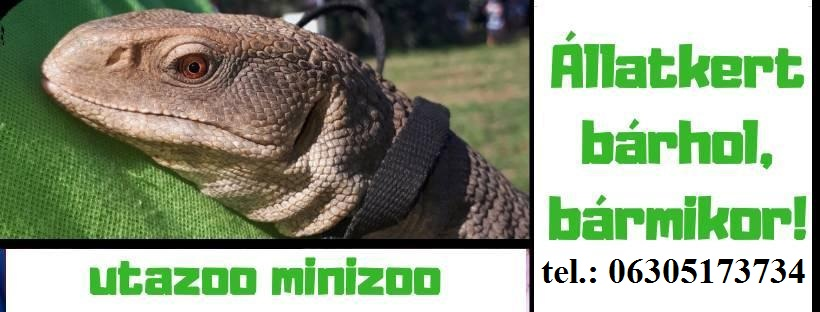 Állatkert
bárhol,
bármikor!
tel.: 06305173734
utazoo minizoo